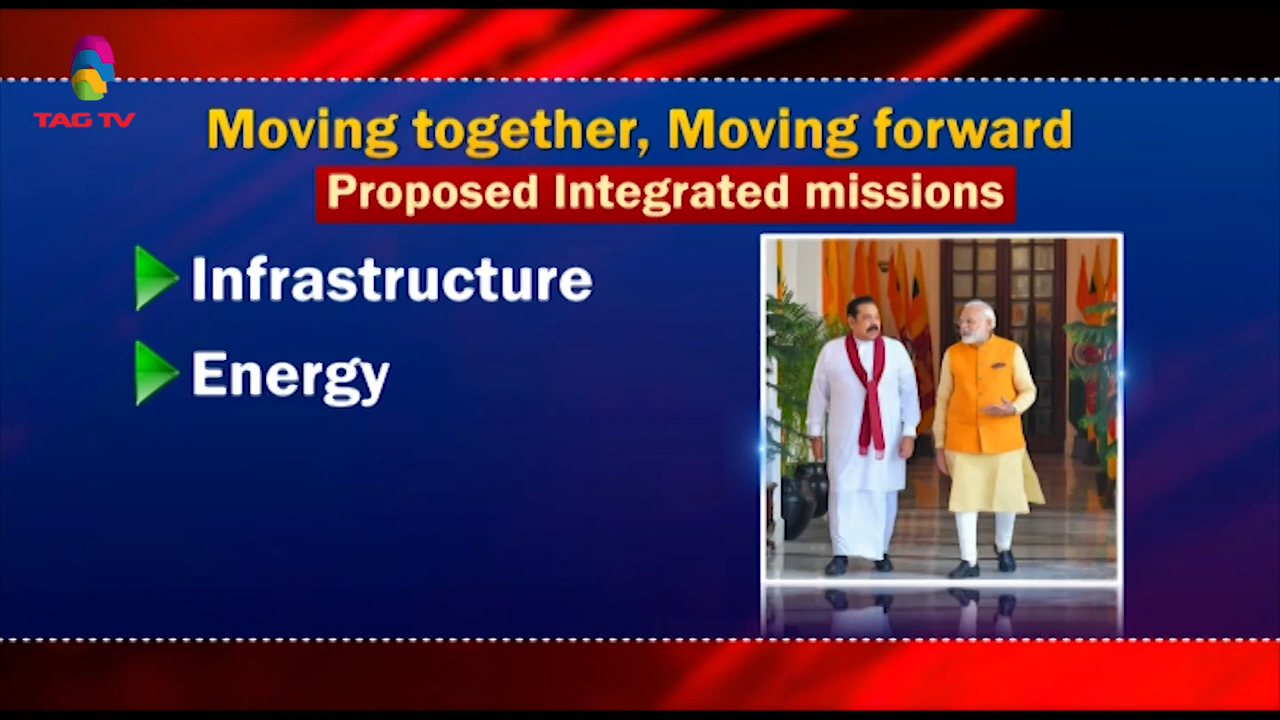 TAG TV
Moving together, Moving forward
Proposed Integrated missions
Infrastructure
Energy